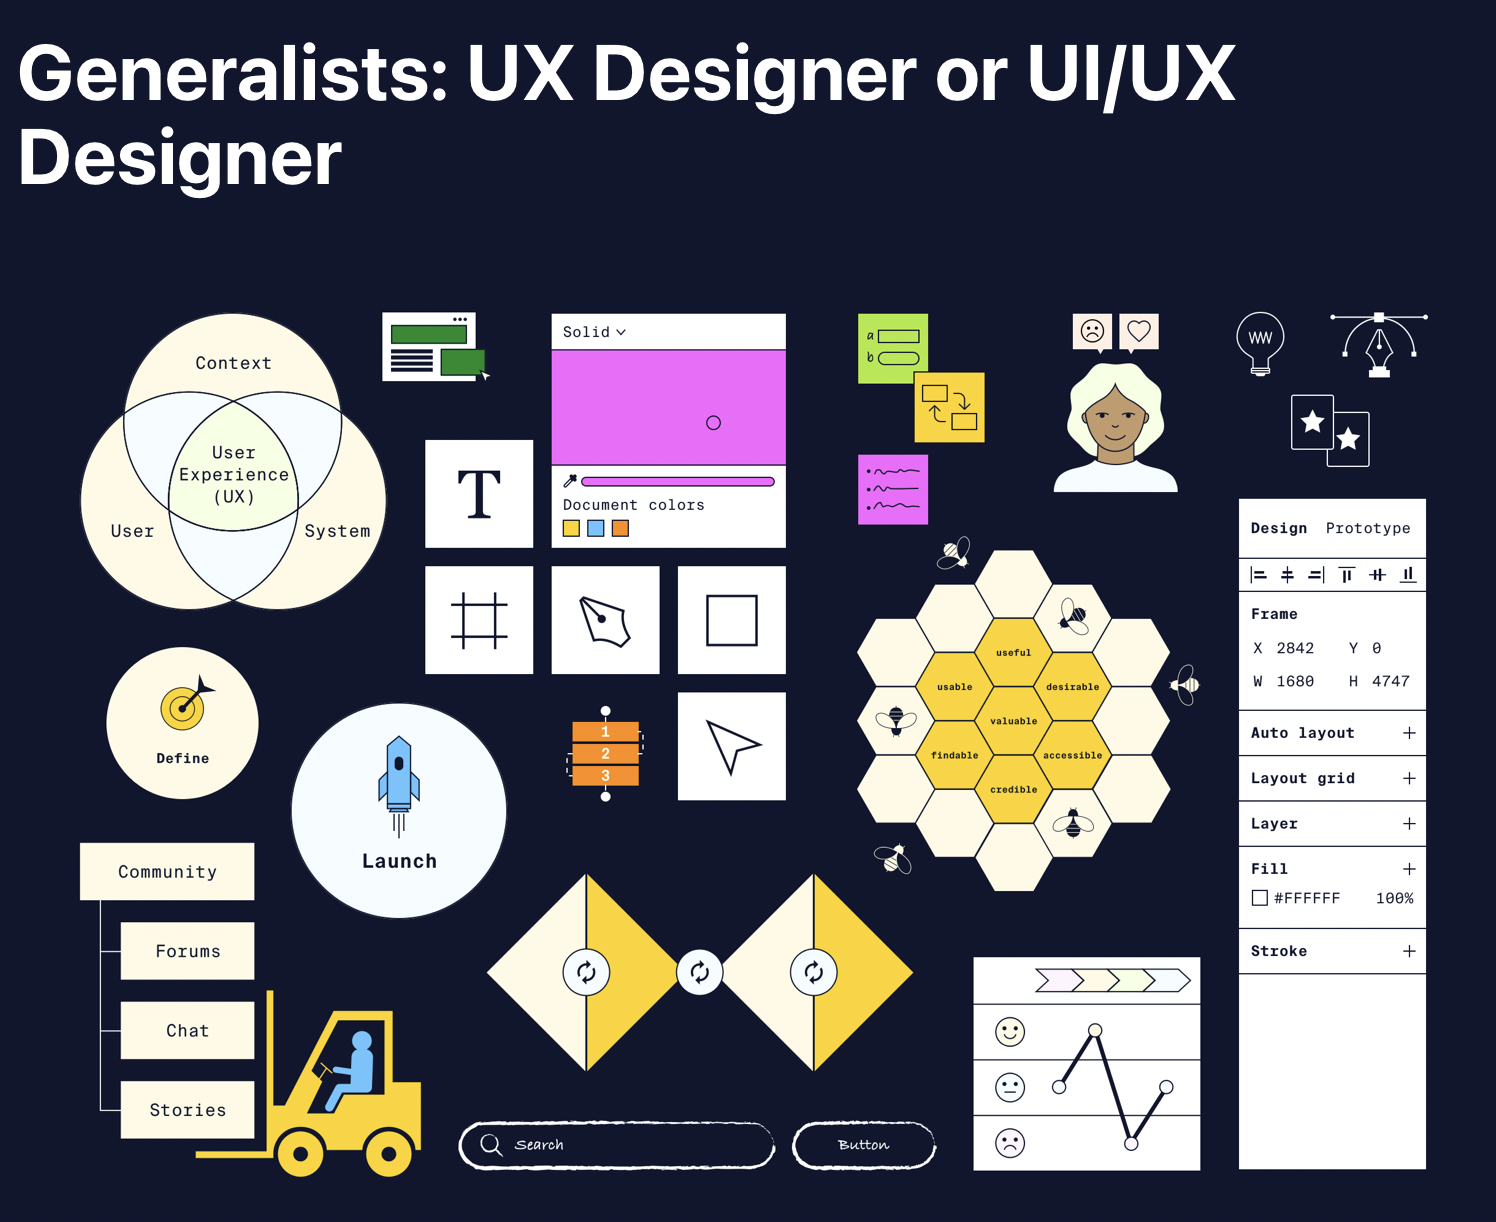 Generalists: UX Designer or UI/UX
Designer
Context
User
Experience
(UX)
User
System
Solid
Document colors
T
a
b
Define
Launch
1
2
3
useful
usable
desirable
valuable
findable
accessible
credible
Design Prototype
Frame
X 2842 Y 0
W 1680 H 4747
Auto layout +
Layout grid +
Layer +
Fill +
#FFFFFF 100%
Stroke +
Community
Forums
Chat
Stories
Search
Button